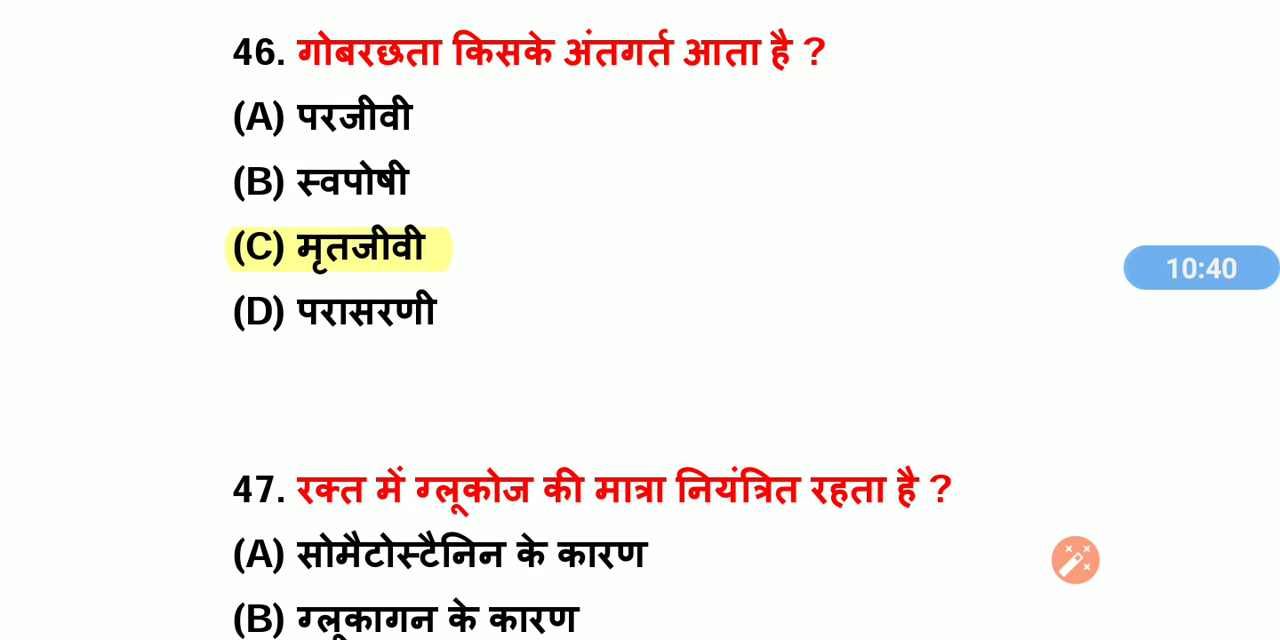 46. गोबरछता किसके अंतगर्त आता है ?
(A) परजीवी
(B) स्वपोषी
(C) मृतजीवी
(D) परासरणी
10:40
47. रक्त में ग्लूकोज की मात्रा नियंत्रित रहता है ?
(A) सोमैटोस्टैनिन के कारण
(B) ग्लूकागन के कारण